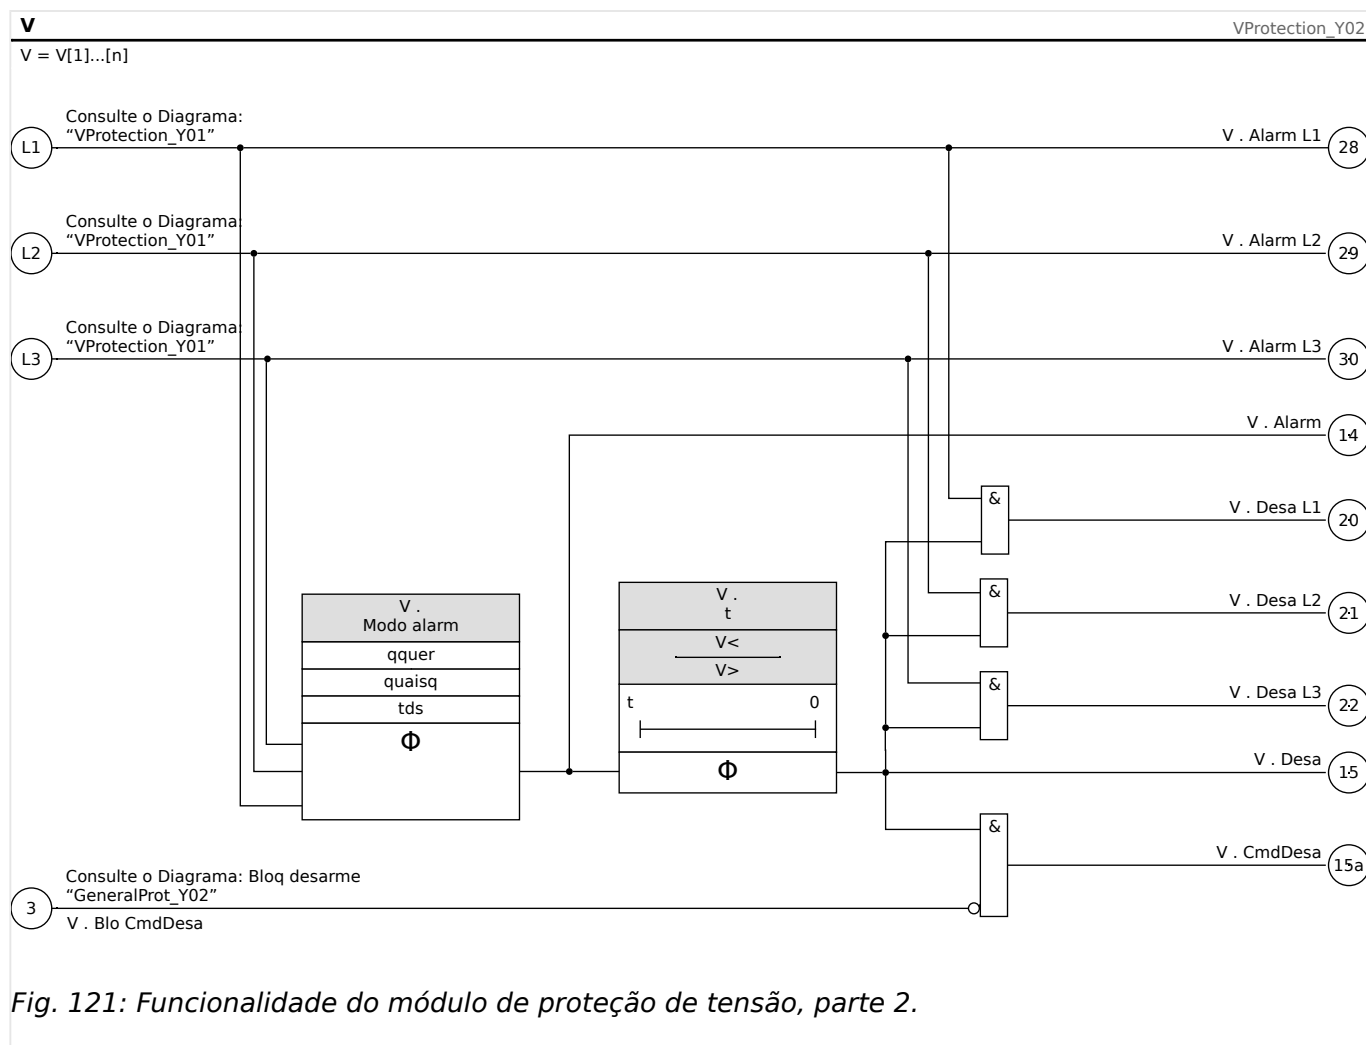 V
VProtection_Y02
V = V[1]...[n]
Consulte o Diagrama:
“VProtection_Y01”
L1
V . Alarm L1
28
Consulte o Diagrama:
“VProtection_Y01”
L2
V . Alarm L2
29
Consulte o Diagrama:
“VProtection_Y01”
L3
V . Alarm L3
30
V . Alarm
14
&
V . Desa L1
20
&
V . Desa L2
21
&
V . Desa L3
22
V .
Modo alarm
qquer
quaisq
tds
Φ
V .
t
V<
V>
t 0
Φ
V . Desa
15
&
V . CmdDesa
15a
Consulte o Diagrama: Bloq desarme
“GeneralProt_Y02”
3
V . Blo CmdDesa
Fig. 121: Funcionalidade do módulo de proteção de tensão, parte 2.